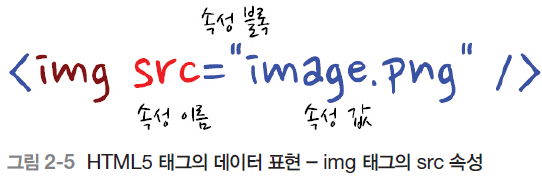 속성 블록
<img src="image.png" />
속성 이름 속성 값
그림 2-5 HTML5 태그의 데이터 표현 – img 태그의 src 속성